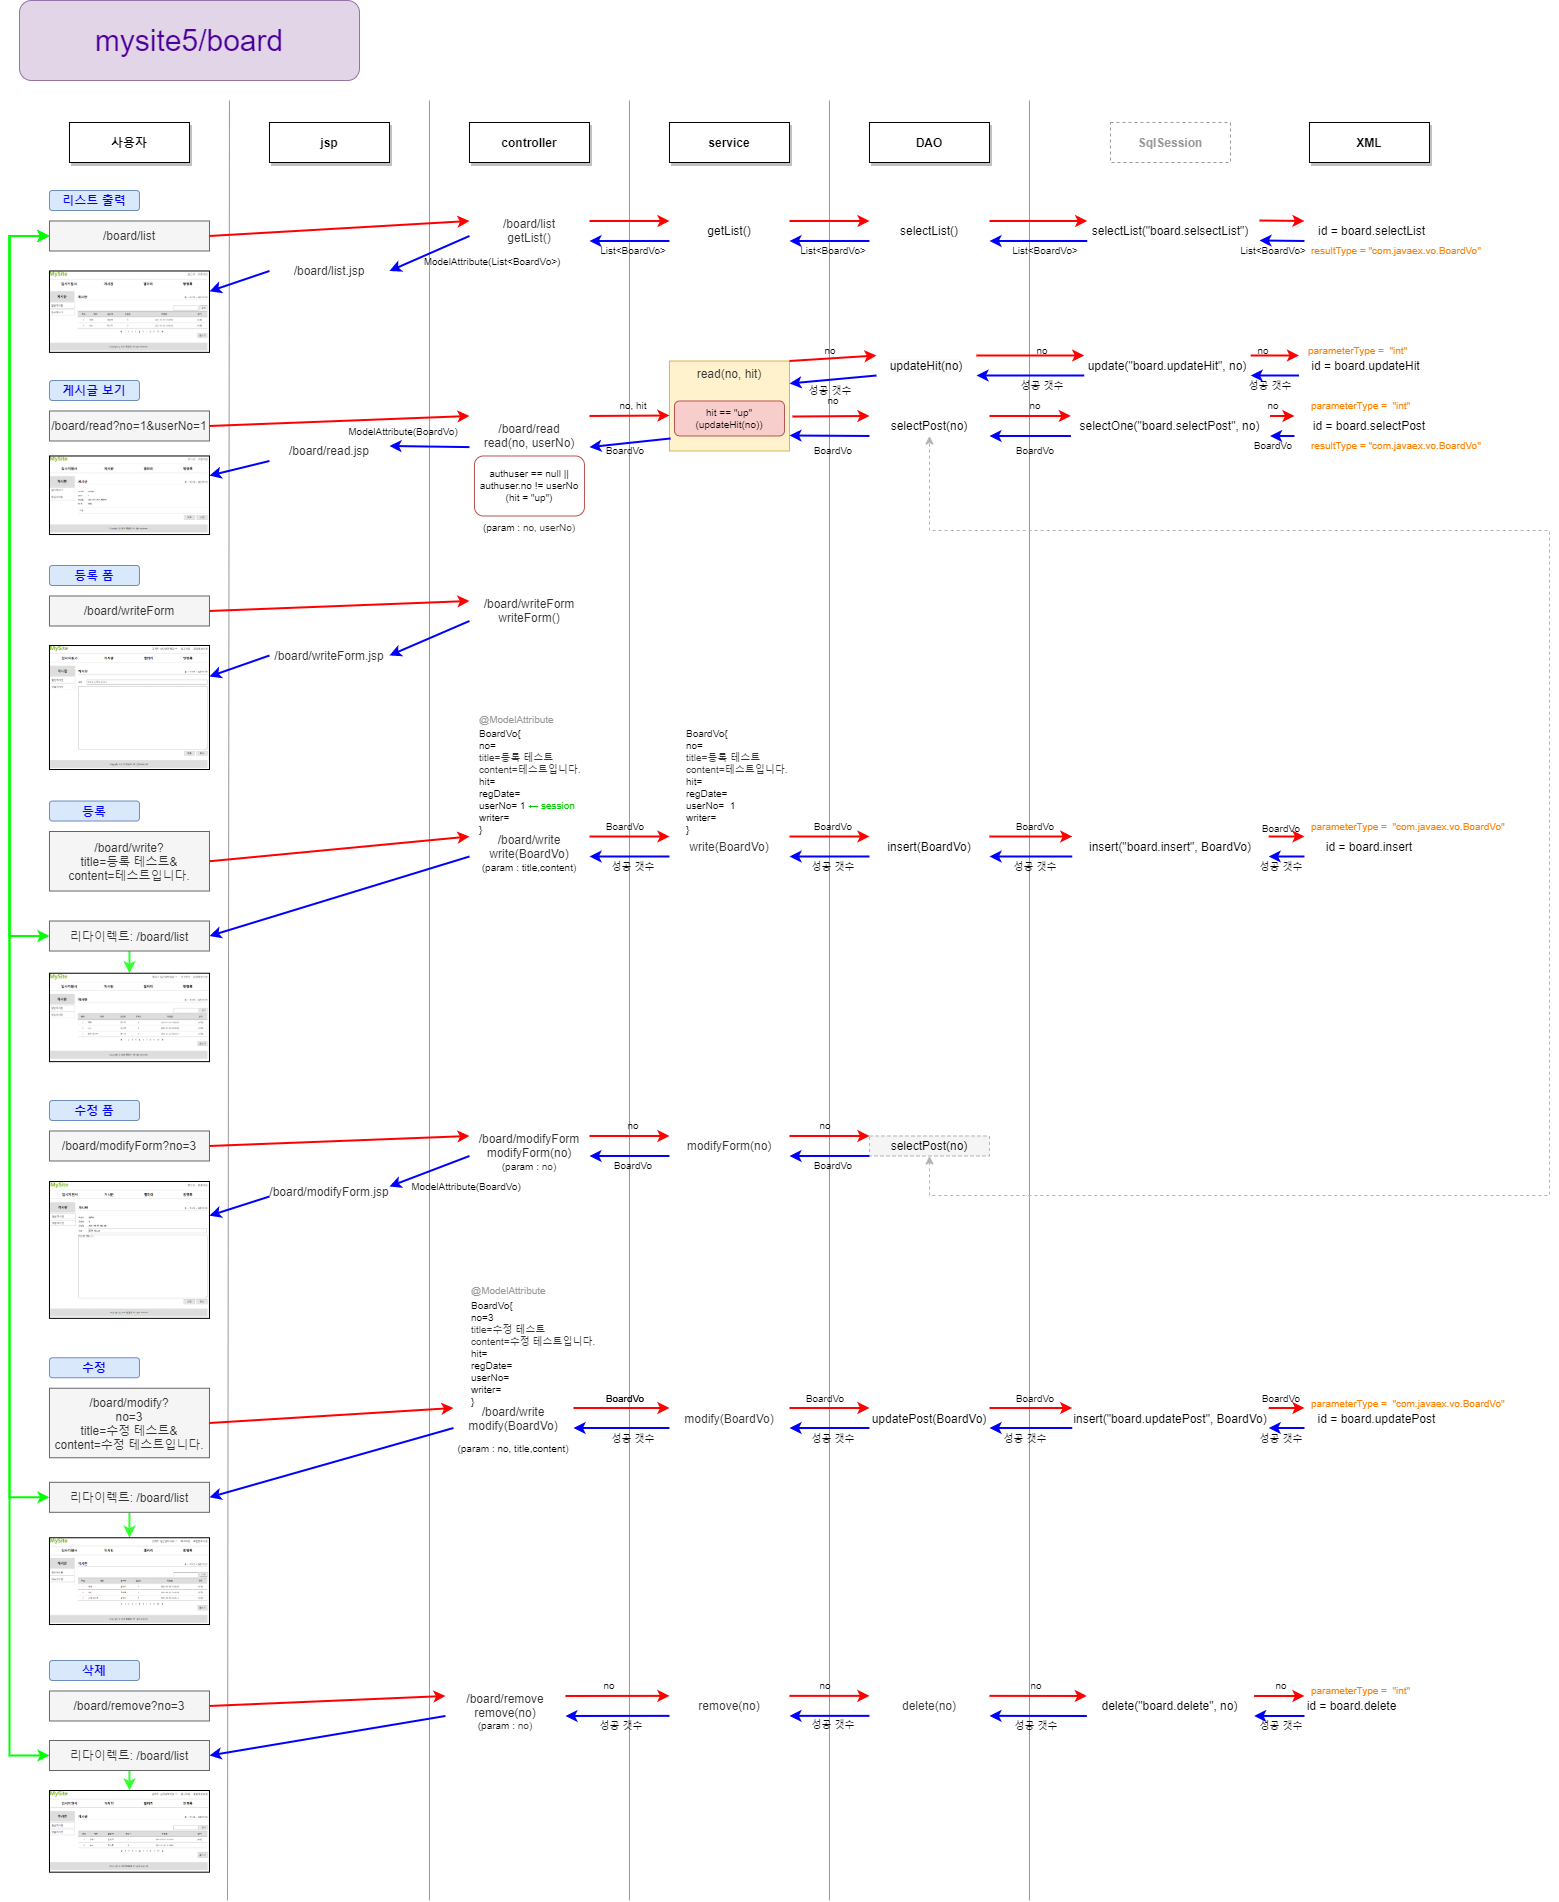 mysite5/board
사용자
jsp
controller
service
DAO
SqlSession
XML
리스트 출력
/board/list
/board/list
getList()
getList()
selectList()
selectList("board.selsectList")
id = board.selectList
List<BoardVo>
List<BoardVo>
List<BoardVo>
List<BoardVo>
resultType = "com.javaex.vo.BoardVo"
ModelAttribute(List<BoardVo>)
/board/list.jsp
MySite
no
no
no
parameterType = "int"
read(no, hit)
updateHit(no)
update("board.updateHit", no)
id = board.updateHit
성공 갯수
성공 갯수
성공 갯수
게시글 보기
/board/read?no=1&userNo=1
no, hit
hit == "up"
(updateHit(no))
no
no
no
parameterType = "int"
/board/read
read(no, userNo)
ModelAttribute(BoardVo)
/board/read.jsp
BoardVo
selectPost(no)
selectOne("board.selectPost", no)
id = board.selectPost
BoardVo
BoardVo
BoardVo
resultType = "com.javaex.vo.BoardVo"
MySite
authuser == null ||
authuser.no != userNo
(hit = "up")
(param : no, userNo)
등록 폼
/board/writeForm
/board/writeForm
writeForm()
/board/writeForm.jsp
MySite
@ModelAttribute
BoardVo{
no=
title=등록 테스트
content=테스트입니다.
hit=
regDate=
userNo= 1 ← session
writer=
}
BoardVo{
no=
title=등록 테스트
content=테스트입니다.
hit=
regDate=
userNo= 1
writer=
}
등록
/board/write?
title=등록 테스트&
content=테스트입니다.
/board/write
write(BoardVo)
(param : title,content)
BoardVo
write(BoardVo)
BoardVo
insert(BoardVo)
BoardVo
insert("board.insert", BoardVo)
BoardVo
parameterType = "com.javaex.vo.BoardVo"
id = board.insert
성공 갯수
성공 갯수
성공 갯수
성공 갯수
리다이렉트: /board/list
MySite
수정 폼
/board/modifyForm?no=3
/board/modifyForm
modifyForm(no)
(param : no)
no
modifyForm(no)
no
selectPost(no)
BoardVo
BoardVo
ModelAttribute(BoardVo)
/board/modifyForm.jsp
MySite
@ModelAttribute
BoardVo{
no=3
title=수정 테스트
content=수정 테스트입니다.
hit=
regDate=
userNo=
writer=
}
수정
/board/modify?
no=3
title=수정 테스트&
content=수정 테스트입니다.
/board/write
modify(BoardVo)
(param : no, title,content)
BoardVo
modify(BoardVo)
BoardVo
updatePost(BoardVo)
BoardVo
insert("board.updatePost", BoardVo)
BoardVo
parameterType = "com.javaex.vo.BoardVo"
id = board.updatePost
성공 갯수
성공 갯수
성공 갯수
성공 갯수
리다이렉트: /board/list
MySite
삭제
/board/remove?no=3
/board/remove
remove(no)
(param : no)
no
remove(no)
no
delete(no)
no
delete("board.delete", no)
no
parameterType = "int"
id = board.delete
성공 갯수
성공 갯수
성공 갯수
성공 갯수
리다이렉트: /board/list
MySite